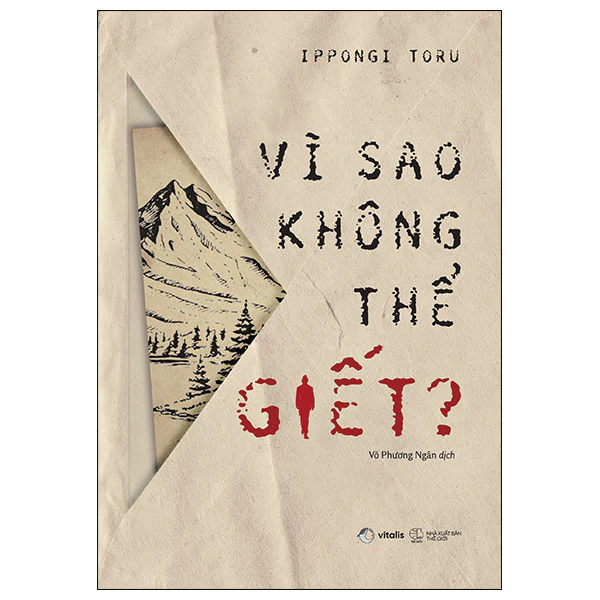 IPPONGI TORU
VÌ SAO
KHÔNG
THỂ
GIẾT?
Võ Phương Ngân dịch
vitalis
NHÀ XUẤT BẢN
THẾ GIỚI